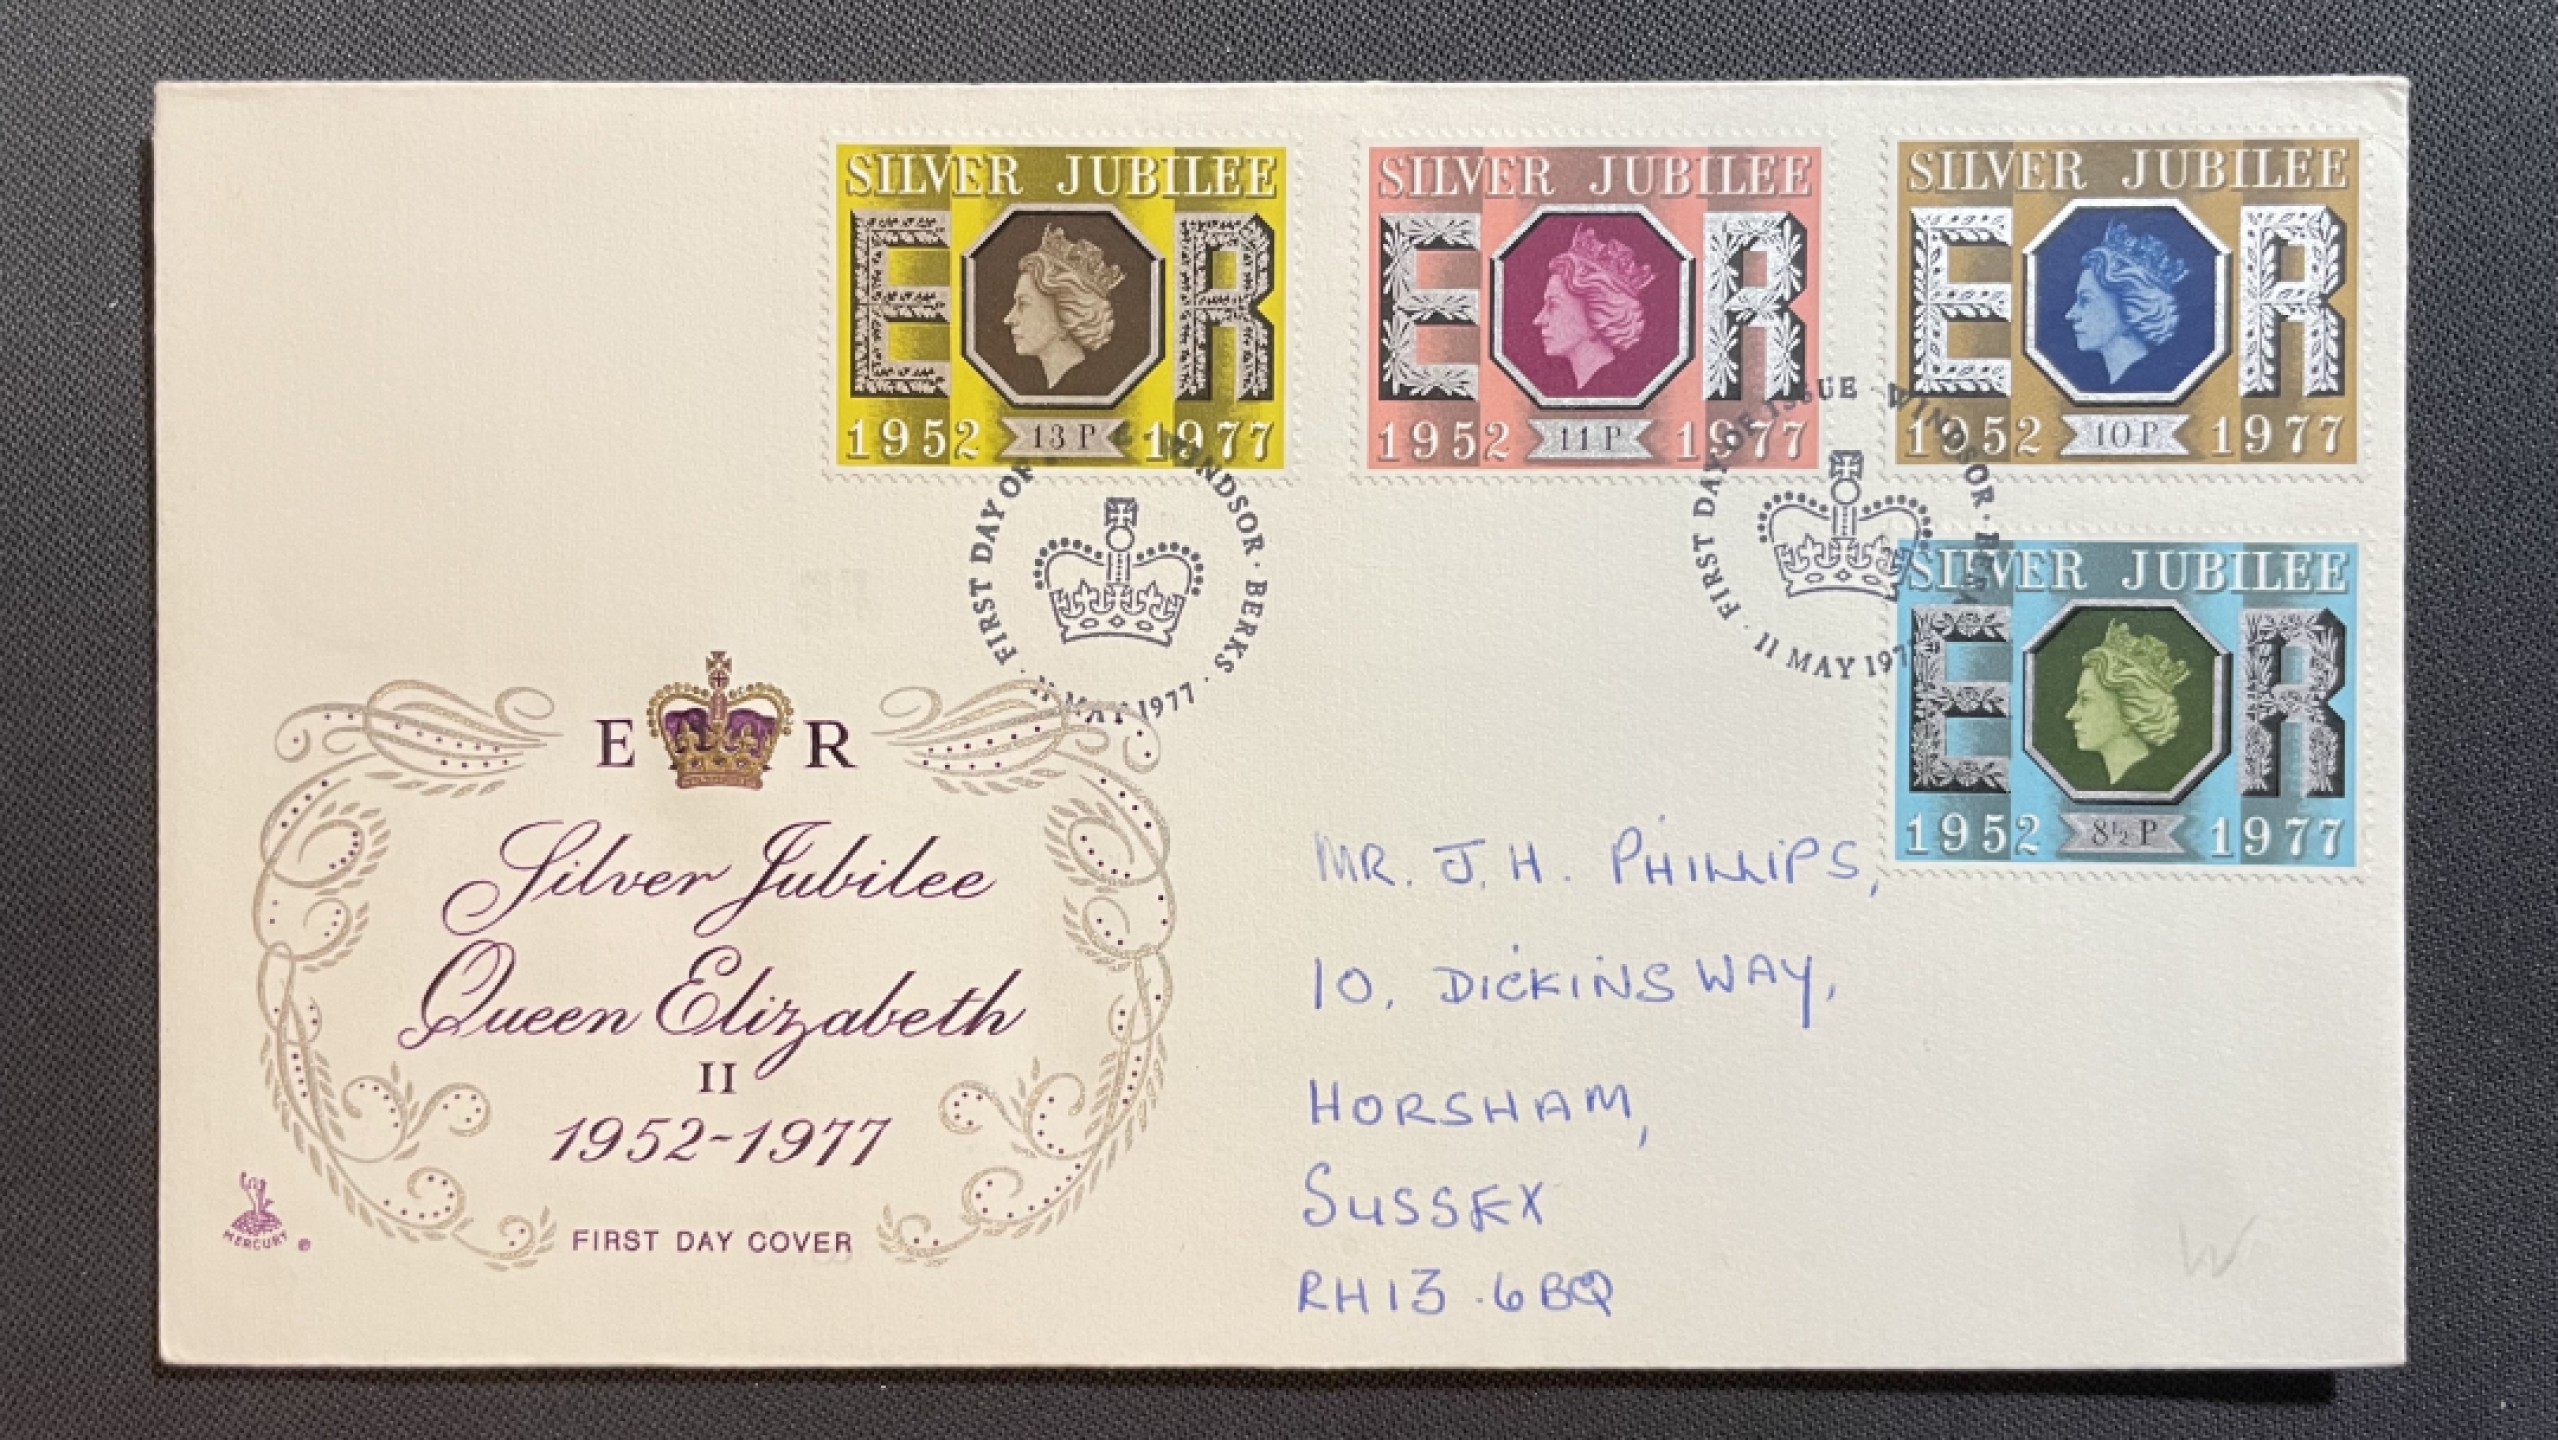 SILVER JUBILEE
E R
1952 13 P 1977
SILVER JUBILEE
E R
1952 11 P 1977
SILVER JUBILEE
E R
1952 10 P 1977
SILVER JUBILEE
E R
1952 8½ P 1977
FIRST DAY OF · WINDSOR · BERKS ·
11 MAY 1977
FIRST DAY OF ISSUE · WINDSOR ·
11 MAY 197
E R
Silver Jubilee
Queen Elizabeth
II
1952-1977
FIRST DAY COVER
MERCURY ®
MR. J. H. PHILLIPS,
10, DICKINS WAY,
HORSHAM,
SUSSEX
RH13 .6BQ
W